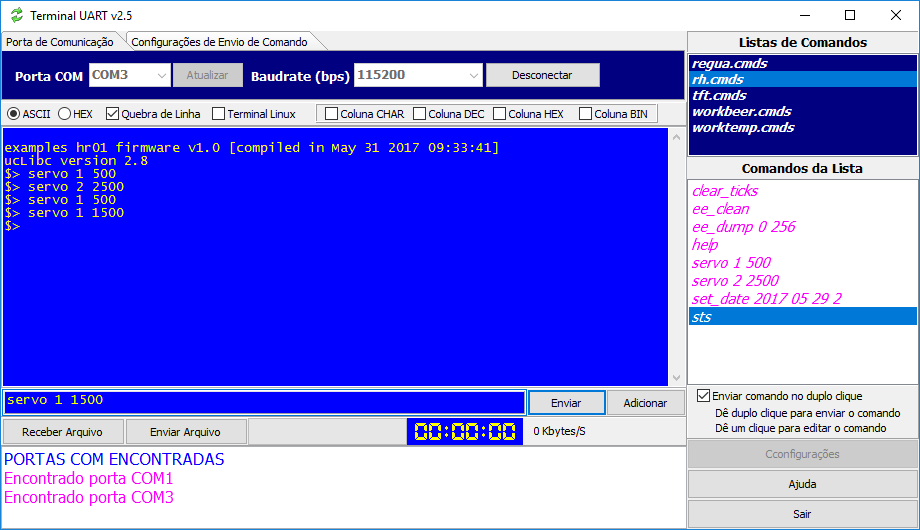 Terminal UART v2.5
Porta de Comunicação
Configurações de Envio de Comando
Porta COM
COM3
Atualizar
Baudrate (bps)
115200
Desconectar
ASCII
HEX
Quebra de Linha
Terminal Linux
Coluna CHAR
Coluna DEC
Coluna HEX
Coluna BIN
examples hr01 firmware v1.0 [compiled in May 31 2017 09:33:41]
ucLibc version 2.8
$> servo 1 500
$> servo 2 2500
$> servo 1 500
$> servo 1 1500
$>
servo 1 1500
Enviar
Adicionar
Receber Arquivo
Enviar Arquivo
00:00:00
0 Kbytes/S
PORTAS COM ENCONTRADAS
Encontrado porta COM1
Encontrado porta COM3
Listas de Comandos
regua.cmds
rh.cmds
tft.cmds
workbeer.cmds
worktemp.cmds
Comandos da Lista
clear_ticks
ee_clean
ee_dump 0 256
help
servo 1 500
servo 2 2500
set_date 2017 05 29 2
sts
Enviar comando no duplo clique
Dê duplo clique para enviar o comando
Dê um clique para editar o comando
Cconfigurações
Ajuda
Sair